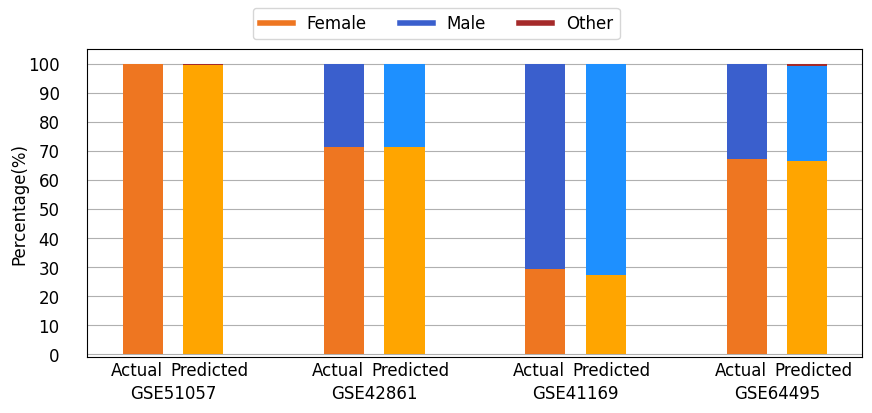 Female Male Other
Percentage(%)
100
90
80
70
60
50
40
30
20
10
0
Actual Predicted Actual Predicted Actual Predicted Actual Predicted
GSE51057 GSE42861 GSE41169 GSE64495